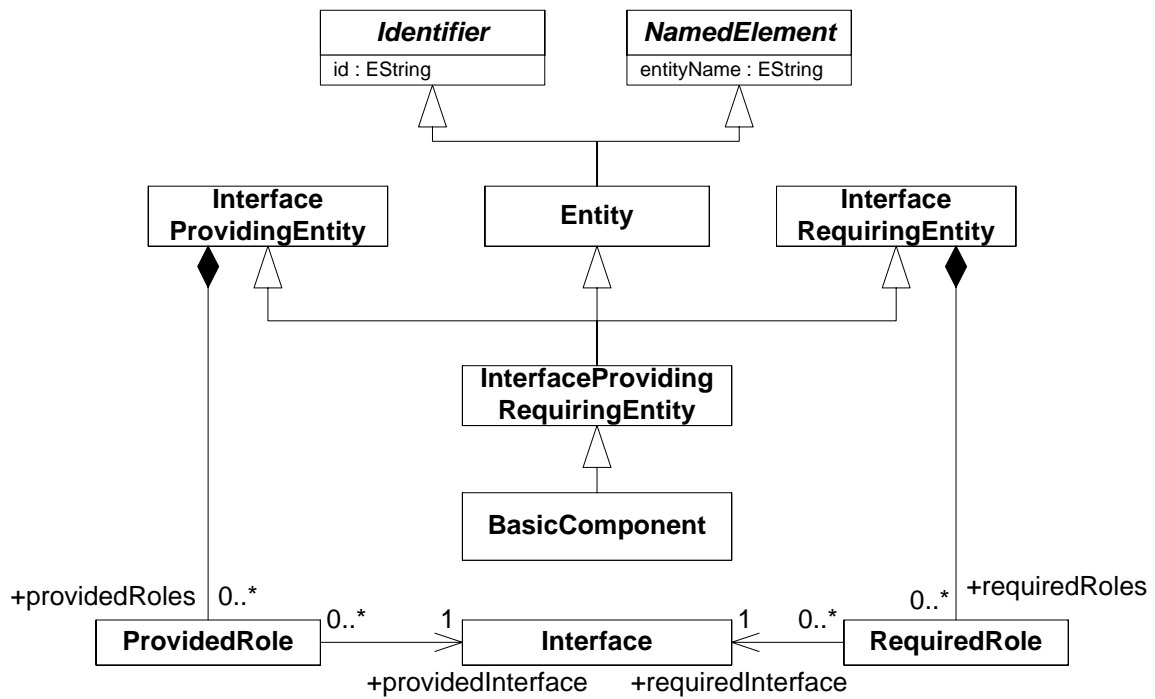 Identifier
id : EString
NamedElement
entityName : EString
Interface
ProvidingEntity
Entity
Interface
RequiringEntity
InterfaceProviding
RequiringEntity
BasicComponent
+providedRoles
0..*
0..*
+requiredRoles
ProvidedRole
0..*
1
Interface
1
0..*
RequiredRole
+providedInterface
+requiredInterface